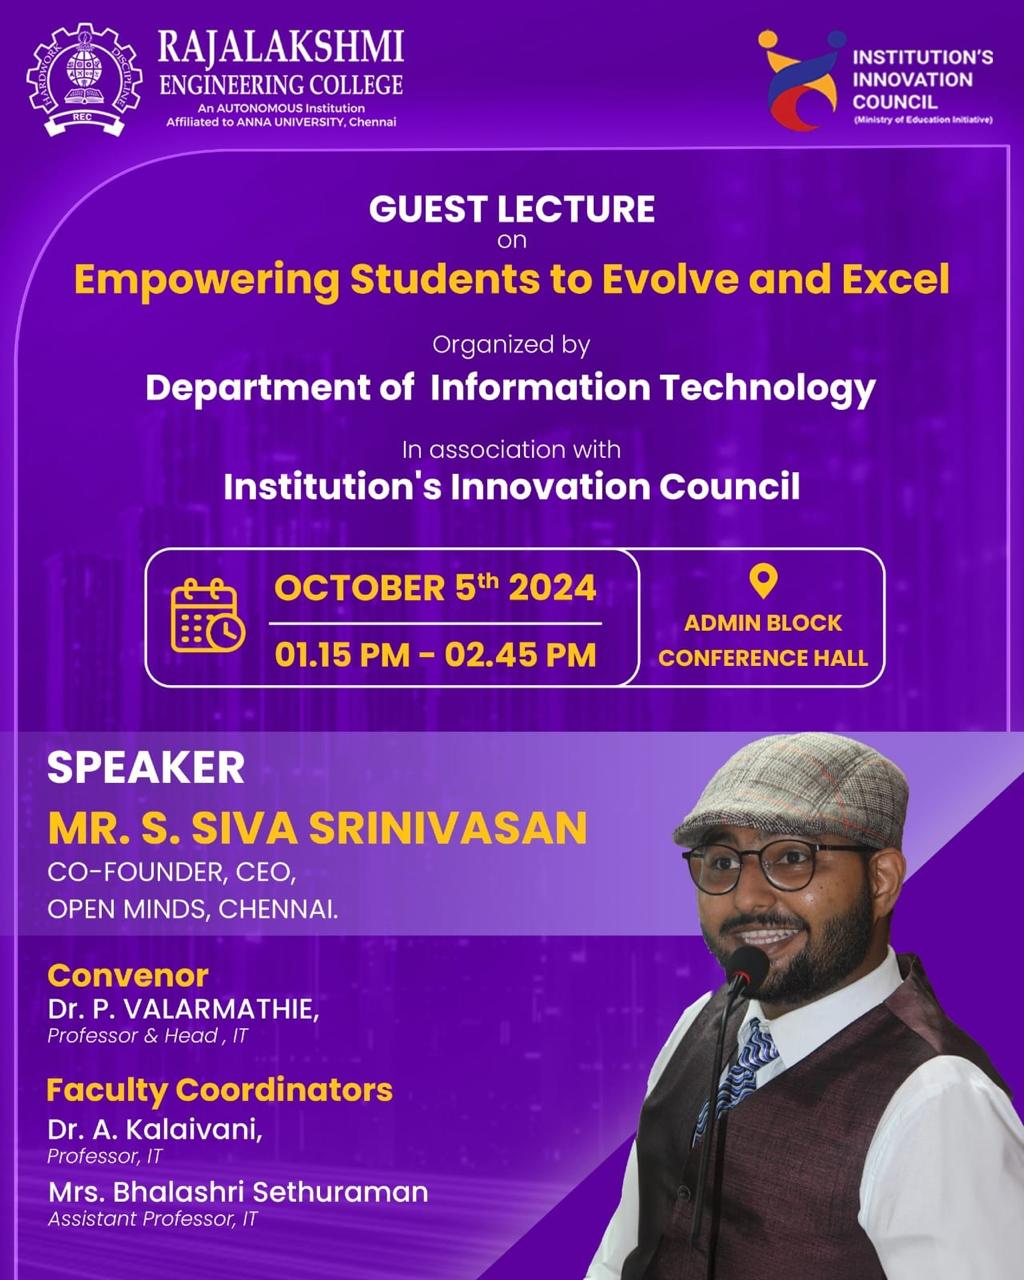 HARDWORK
DISCIPLINE
REC
RAJALAKSHMI
ENGINEERING COLLEGE
An AUTONOMOUS Institution
Affiliated to ANNA UNIVERSITY, Chennai
INSTITUTION'S
INNOVATION
COUNCIL
(Ministry of Education Initiative)
GUEST LECTURE
on
Empowering Students to Evolve and Excel
Organized by
Department of Information Technology
In association with
Institution's Innovation Council
OCTOBER 5th 2024
01.15 PM - 02.45 PM
ADMIN BLOCK
CONFERENCE HALL
SPEAKER
MR. S. SIVA SRINIVASAN
CO-FOUNDER, CEO,
OPEN MINDS, CHENNAI.
Convenor
Dr. P. VALARMATHIE,
Professor & Head , IT
Faculty Coordinators
Dr. A. Kalaivani,
Professor, IT
Mrs. Bhalashri Sethuraman
Assistant Professor, IT